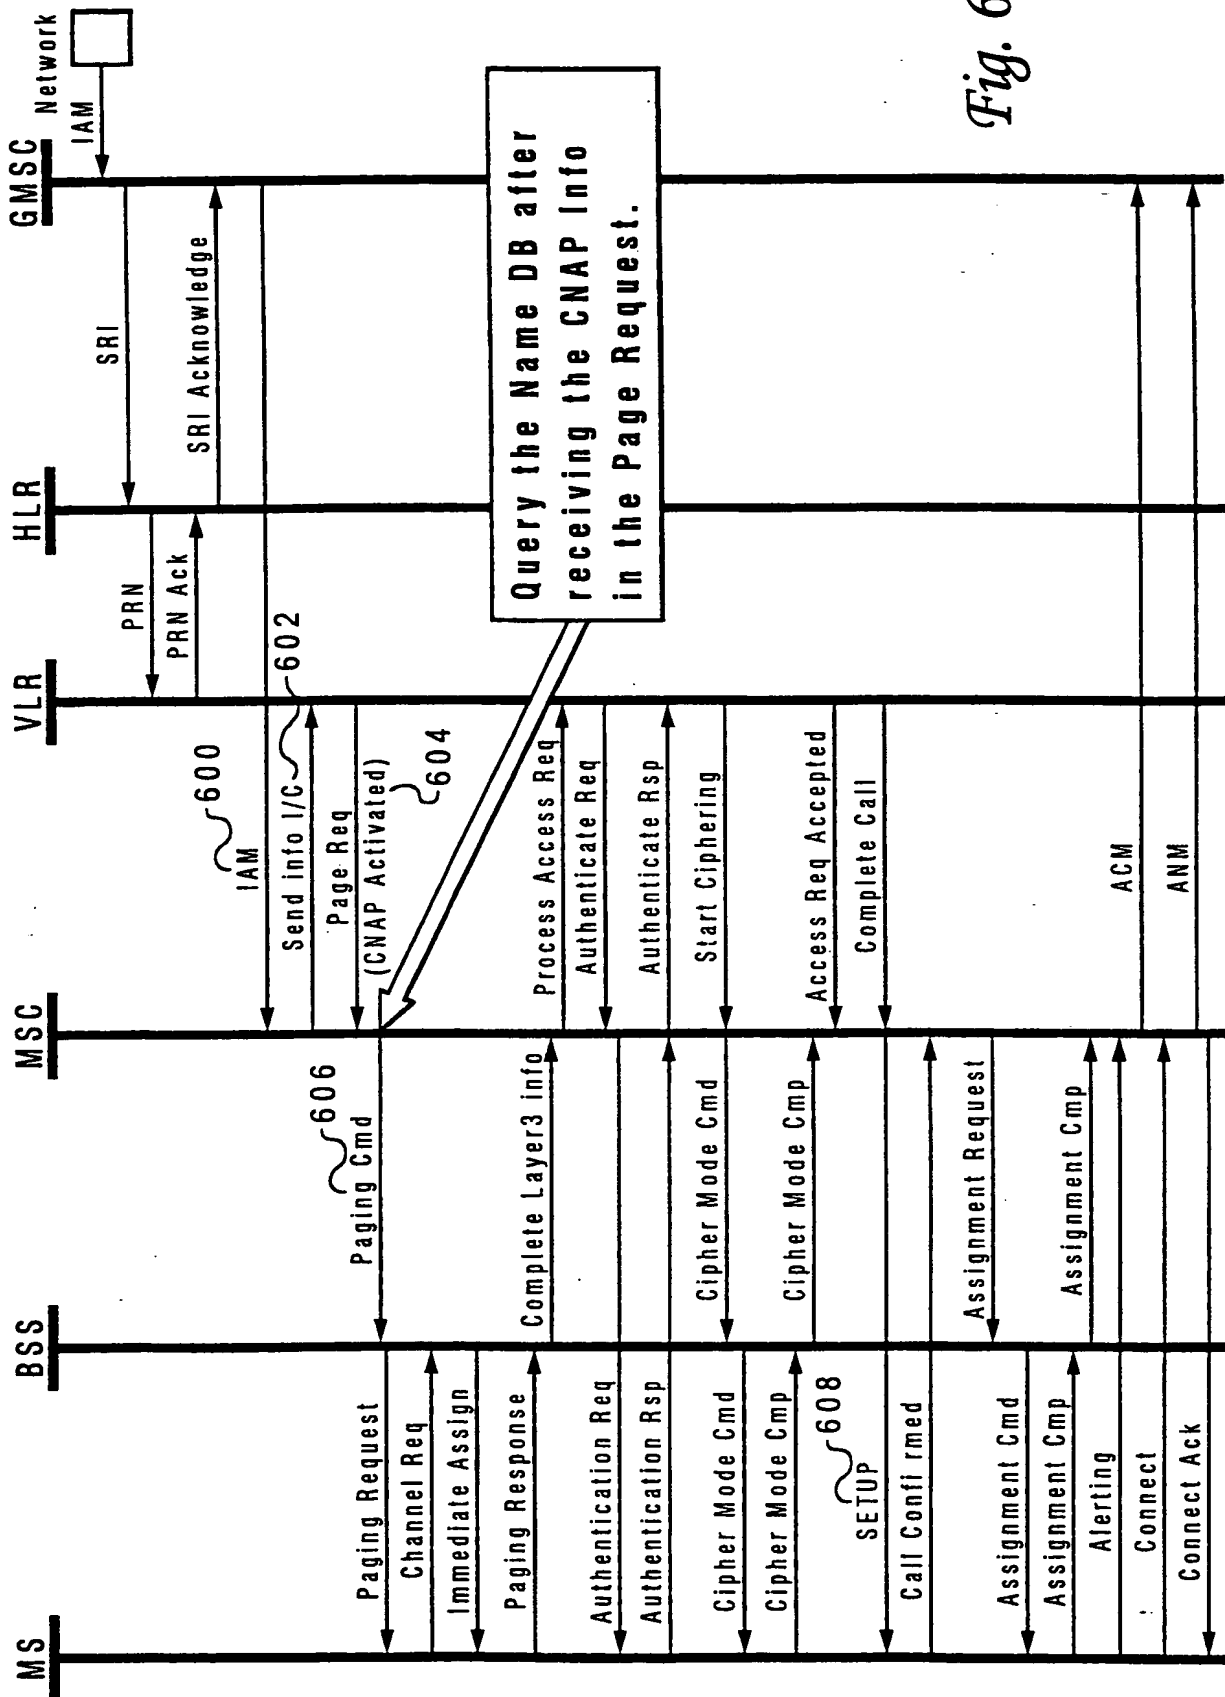 MS
BSS
MSC
VLR
HLR
GMSC
Network
IAM
SRI
PRN
PRN Ack
SRI Acknowledge
600
IAM
602
Send info I/C
Page Req
(CNAP Activated)
604
Query the Name DB after
receiving the CNAP Info
in the Page Request.
606
Paging Cmd
Paging Request
Channel Req
Immediate Assign
Paging Response
Complete Layer3 info
Process Access Req
Authenticate Req
Authentication Req
Authenticate Rsp
Authentication Rsp
Start Ciphering
Cipher Mode Cmd
Cipher Mode Cmd
Cipher Mode Cmp
Cipher Mode Cmp
Access Req Accepted
Complete Call
608
SETUP
Call Confi rmed
Assignment Request
Assignment Cmd
Assignment Cmp
Assignment Cmp
Alerting
ACM
Connect
ANM
Connect Ack
Fig. 6